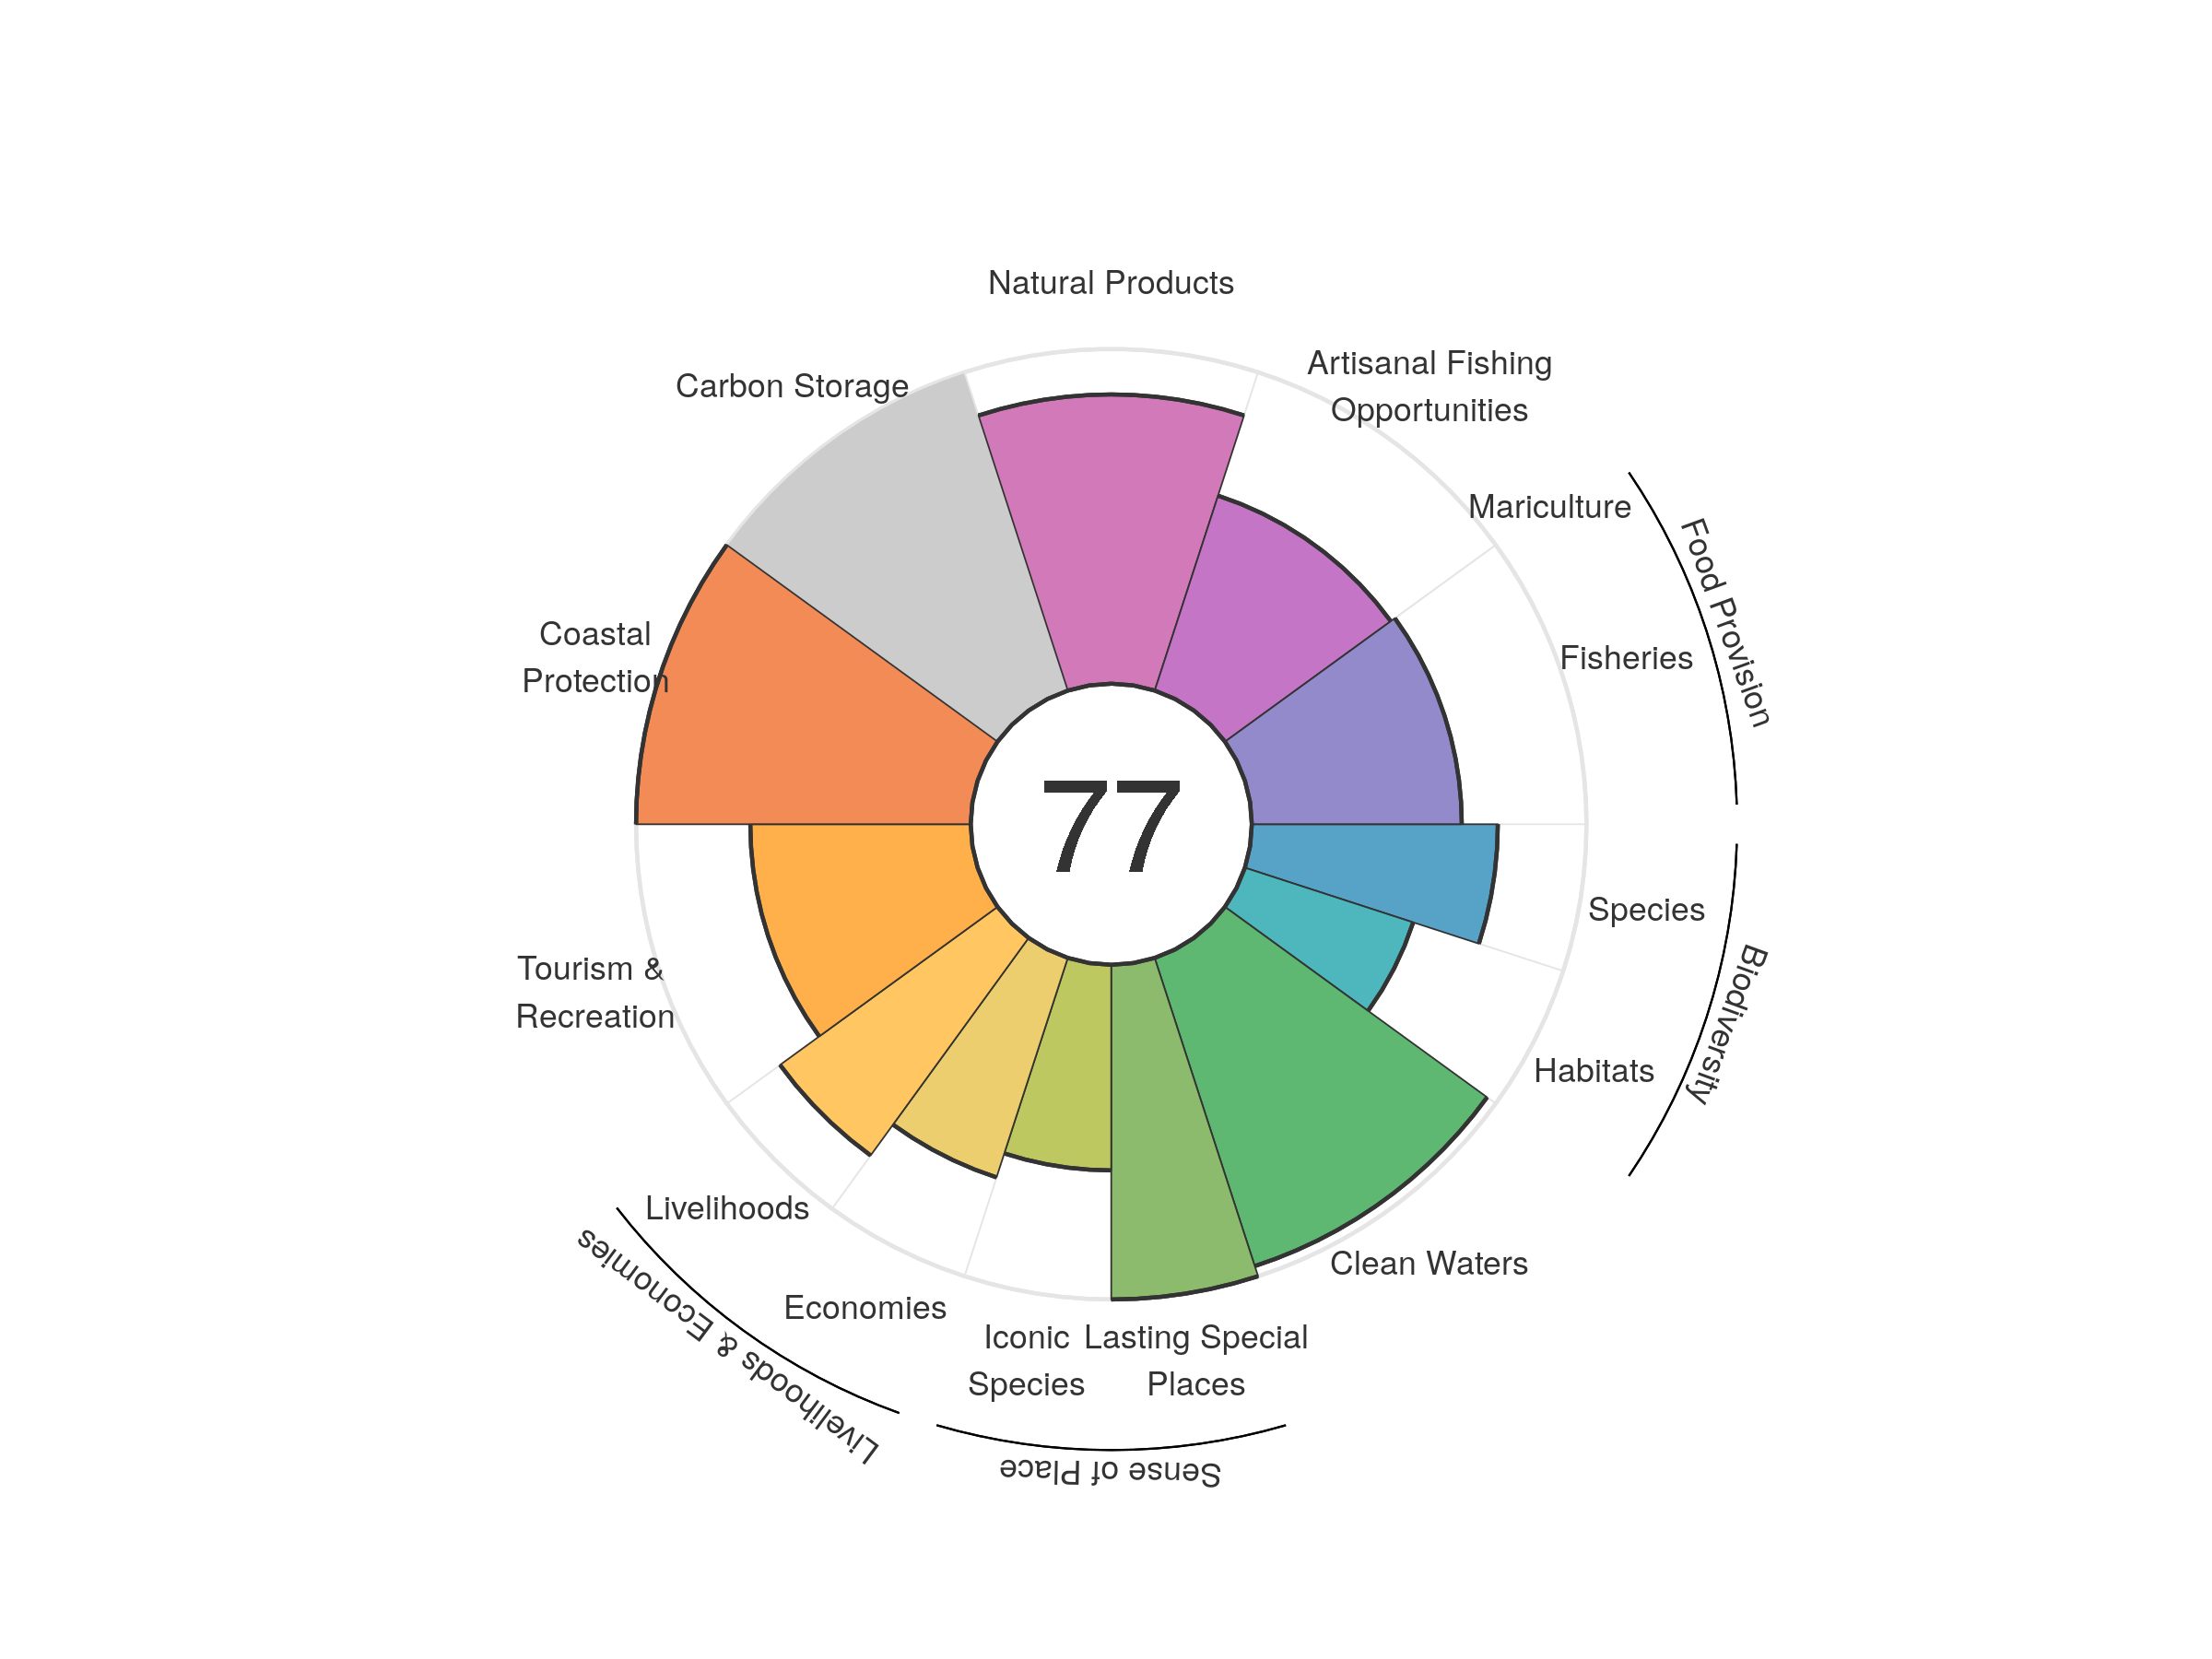 Natural Products
Artisanal Fishing
Opportunities
Carbon Storage
Mariculture
Food Provision
Coastal
Protection
Fisheries
77
Species
Biodiversity
Tourism &
Recreation
Habitats
Livelihoods
Livelihoods & Economies
Clean Waters
Economies
Iconic
Species
Lasting Special
Places
Sense of Place